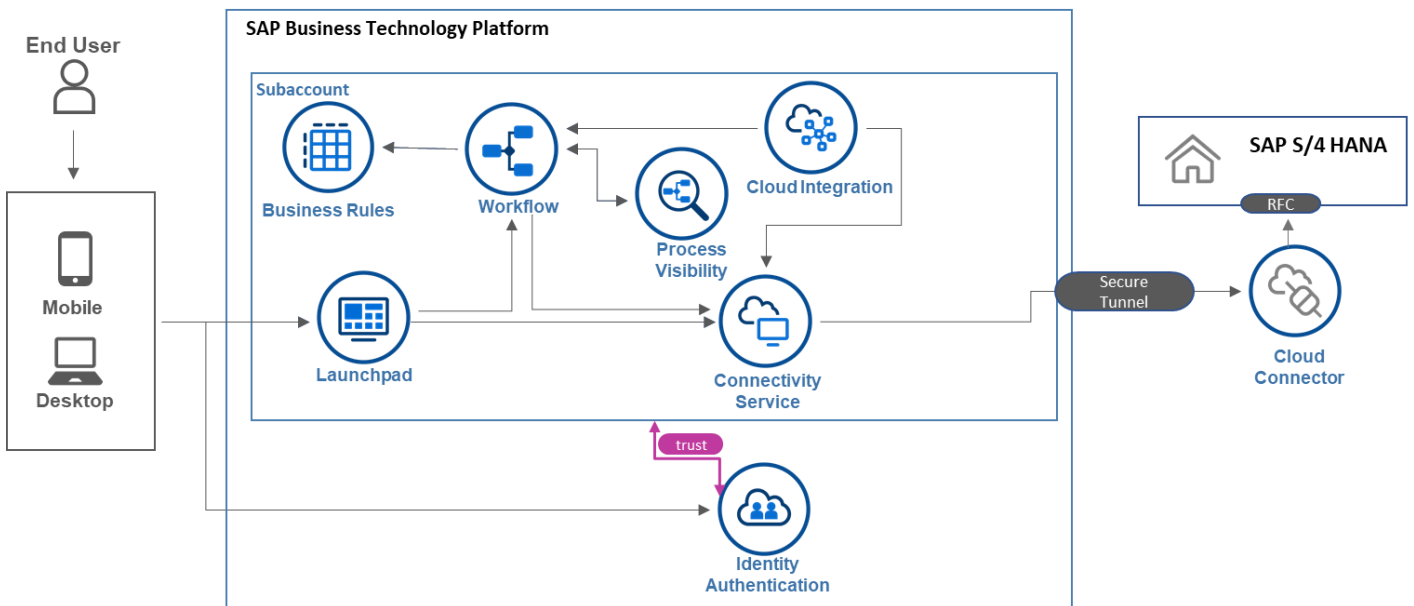 SAP Business Technology Platform
End User
Subaccount
Business Rules
Workflow
Cloud Integration
Process
Visibility
SAP S/4 HANA
RFC
Mobile
Desktop
Launchpad
Connectivity
Service
Secure
Tunnel
Cloud
Connector
trust
Identity
Authentication